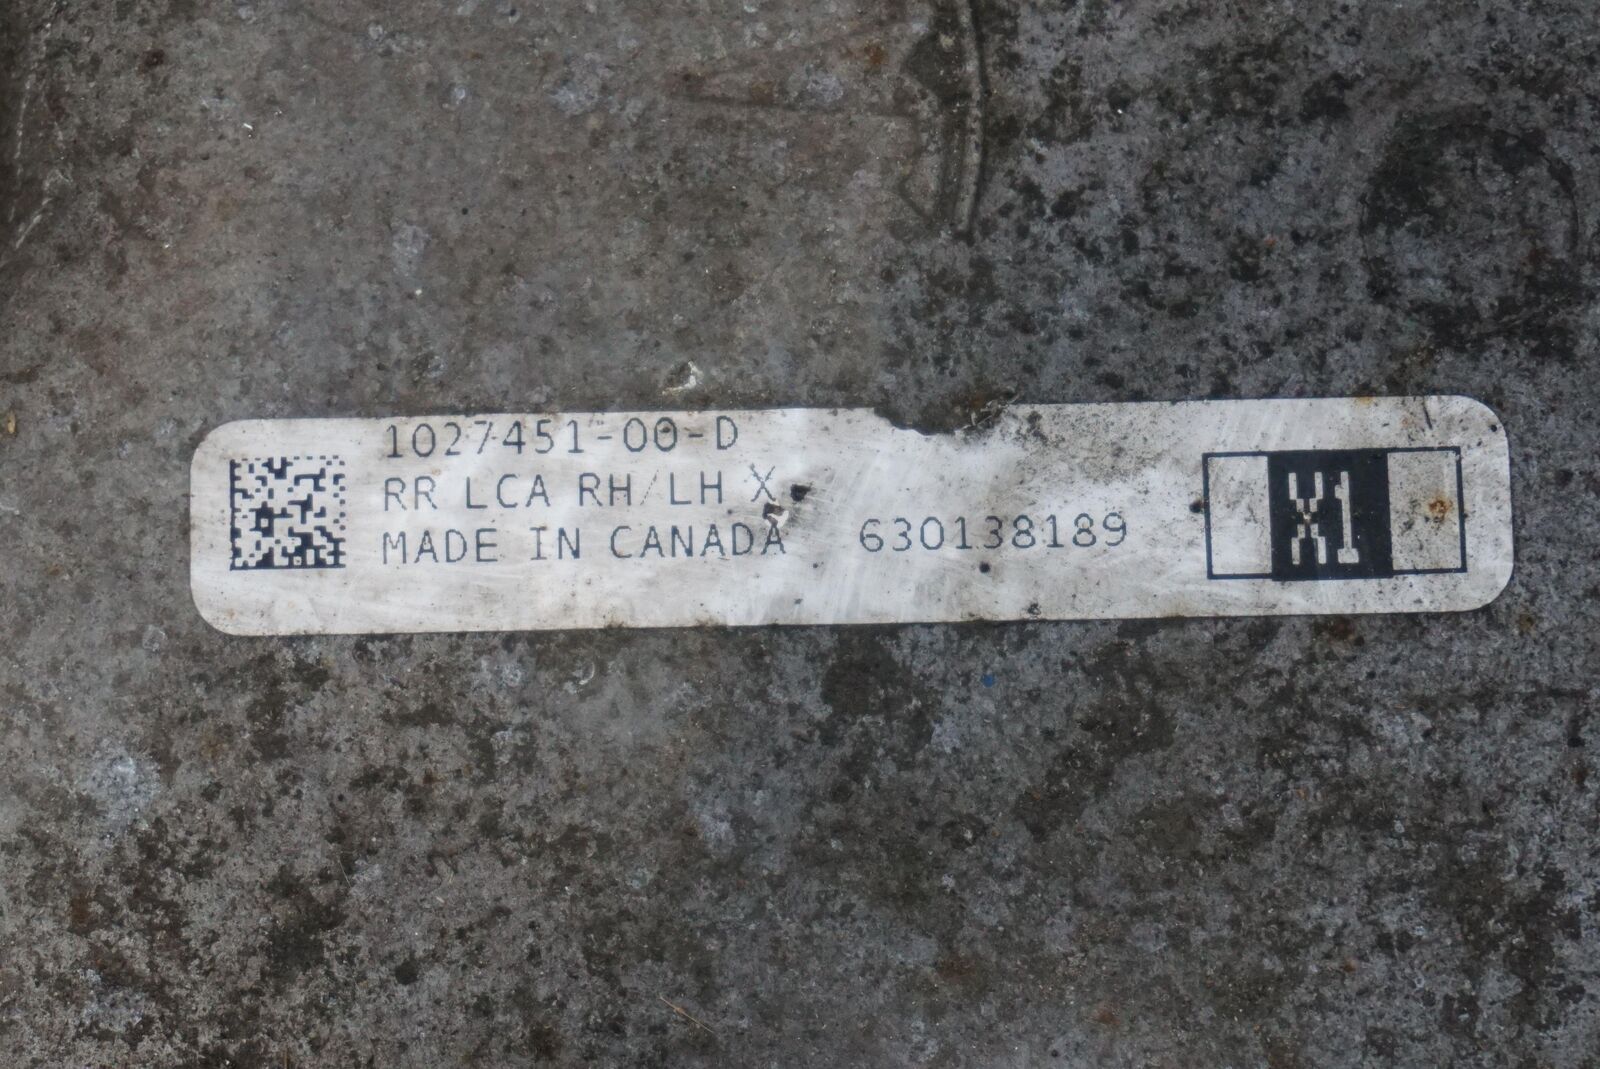 1027451-00-D
RR LCA RH/LH X
MADE IN CANADA 630138189
X1